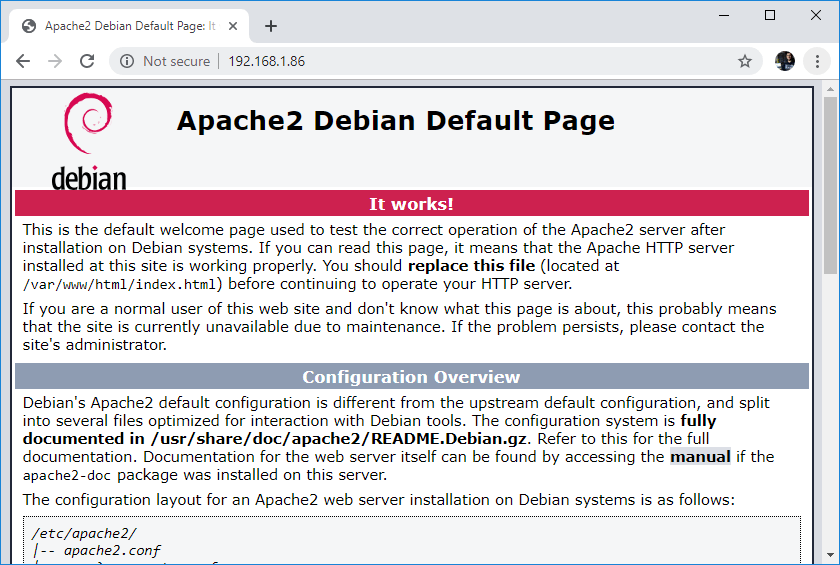 Apache2 Debian Default Page: It
Not secure | 192.168.1.86
debian
Apache2 Debian Default Page
It works!
This is the default welcome page used to test the correct operation of the Apache2 server after
installation on Debian systems. If you can read this page, it means that the Apache HTTP server
installed at this site is working properly. You should replace this file (located at
/var/www/html/index.html) before continuing to operate your HTTP server.
If you are a normal user of this web site and don't know what this page is about, this probably means
that the site is currently unavailable due to maintenance. If the problem persists, please contact the
site's administrator.
Configuration Overview
Debian's Apache2 default configuration is different from the upstream default configuration, and split
into several files optimized for interaction with Debian tools. The configuration system is fully
documented in /usr/share/doc/apache2/README.Debian.gz. Refer to this for the full
documentation. Documentation for the web server itself can be found by accessing the manual if the
apache2-doc package was installed on this server.
The configuration layout for an Apache2 web server installation on Debian systems is as follows:
/etc/apache2/
|-- apache2.conf